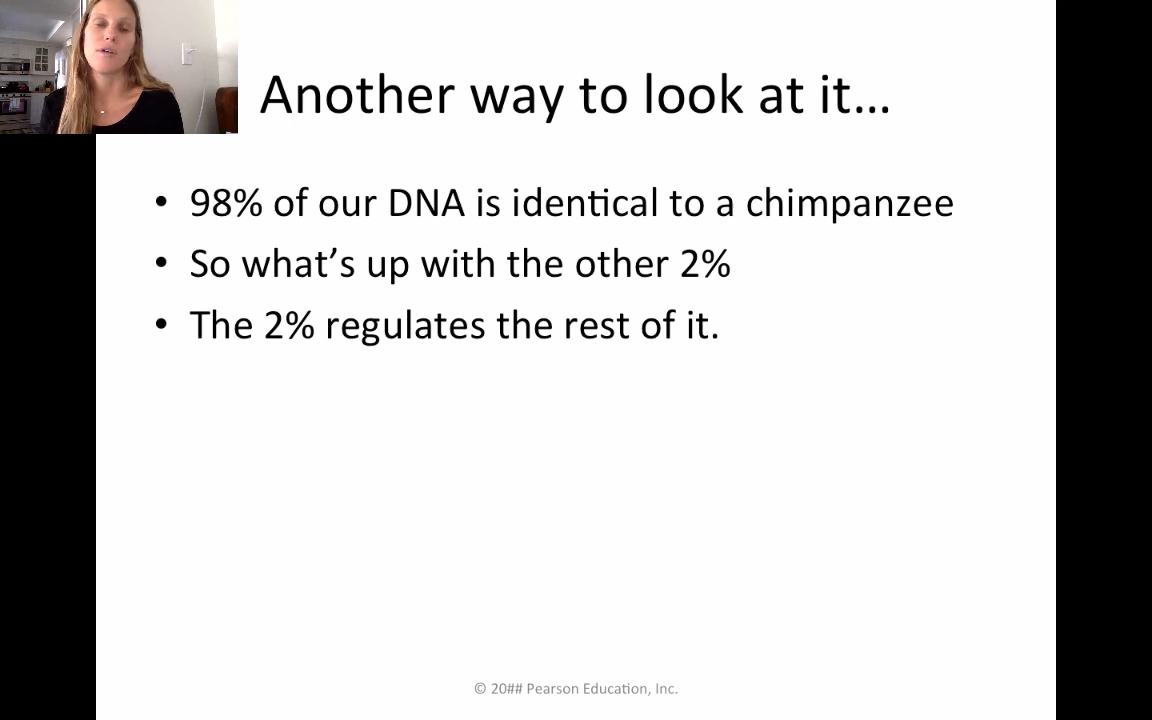 Another way to look at it…
• 98% of our DNA is identical to a chimpanzee
• So what’s up with the other 2%
• The 2% regulates the rest of it.
© 20## Pearson Education, Inc.